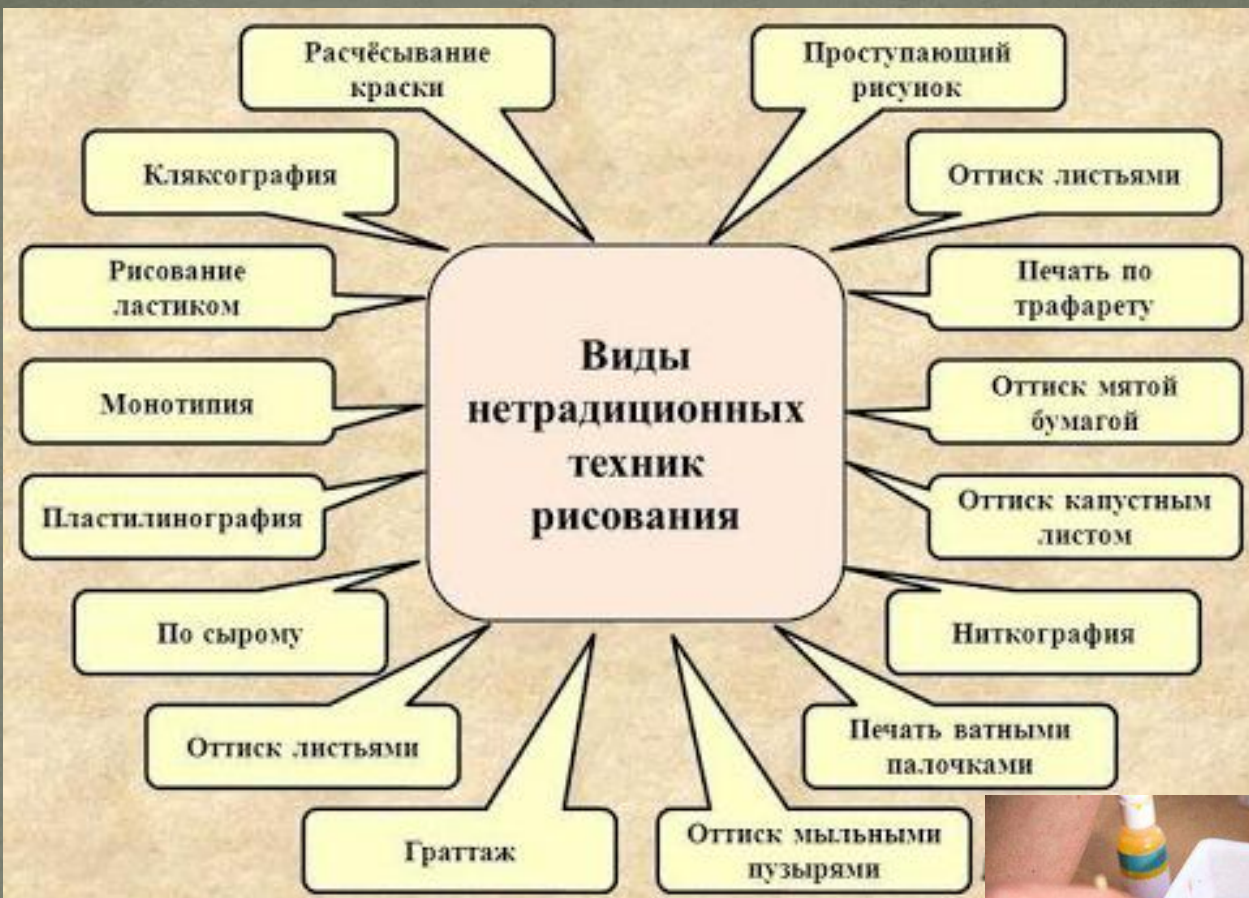 Расчёсывание
краски
Проступающий
рисунок
Кляксография
Оттиск листьями
Рисование
ластиком
Печать по
трафарету
Виды
нетрадиционных
техник
рисования
Монотипия
Оттиск мятой
бумагой
Пластилинография
Оттиск капустным
листом
По сырому
Ниткография
Оттиск листьями
Печать ватными
палочками
Граттаж
Оттиск мыльными
пузырями